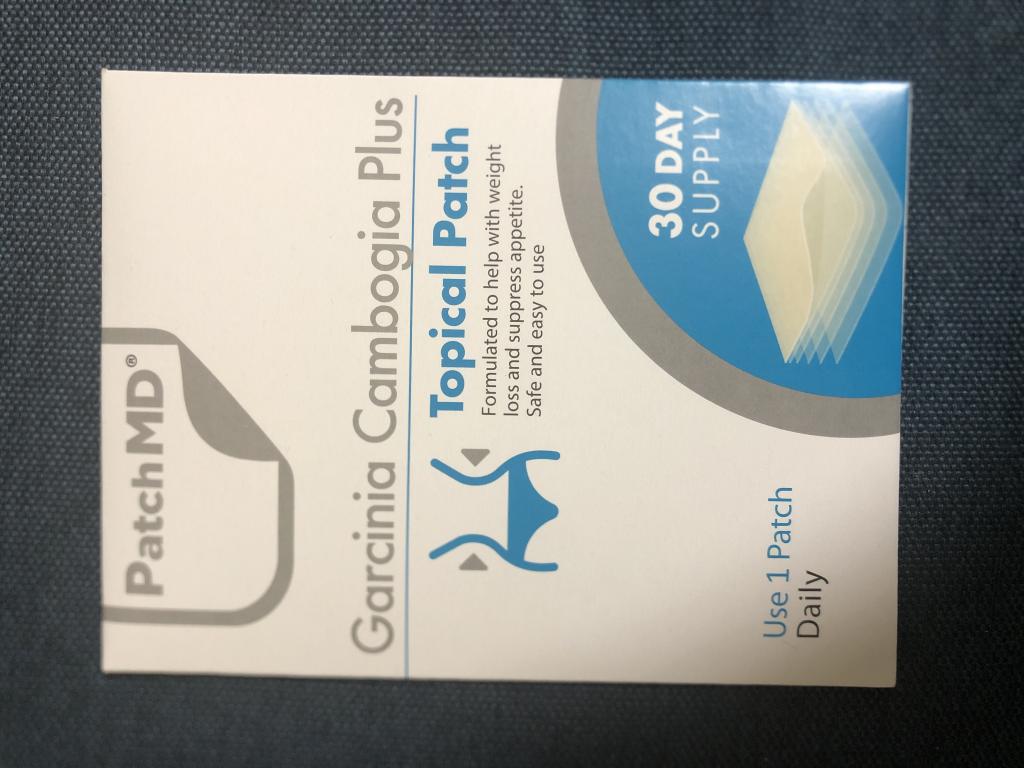 PatchMD®
Garcinia Cambogia Plus
Topical Patch
Formulated to help with weight
loss and suppress appetite.
Safe and easy to use
30 DAY
SUPPLY
Use 1 Patch
Daily